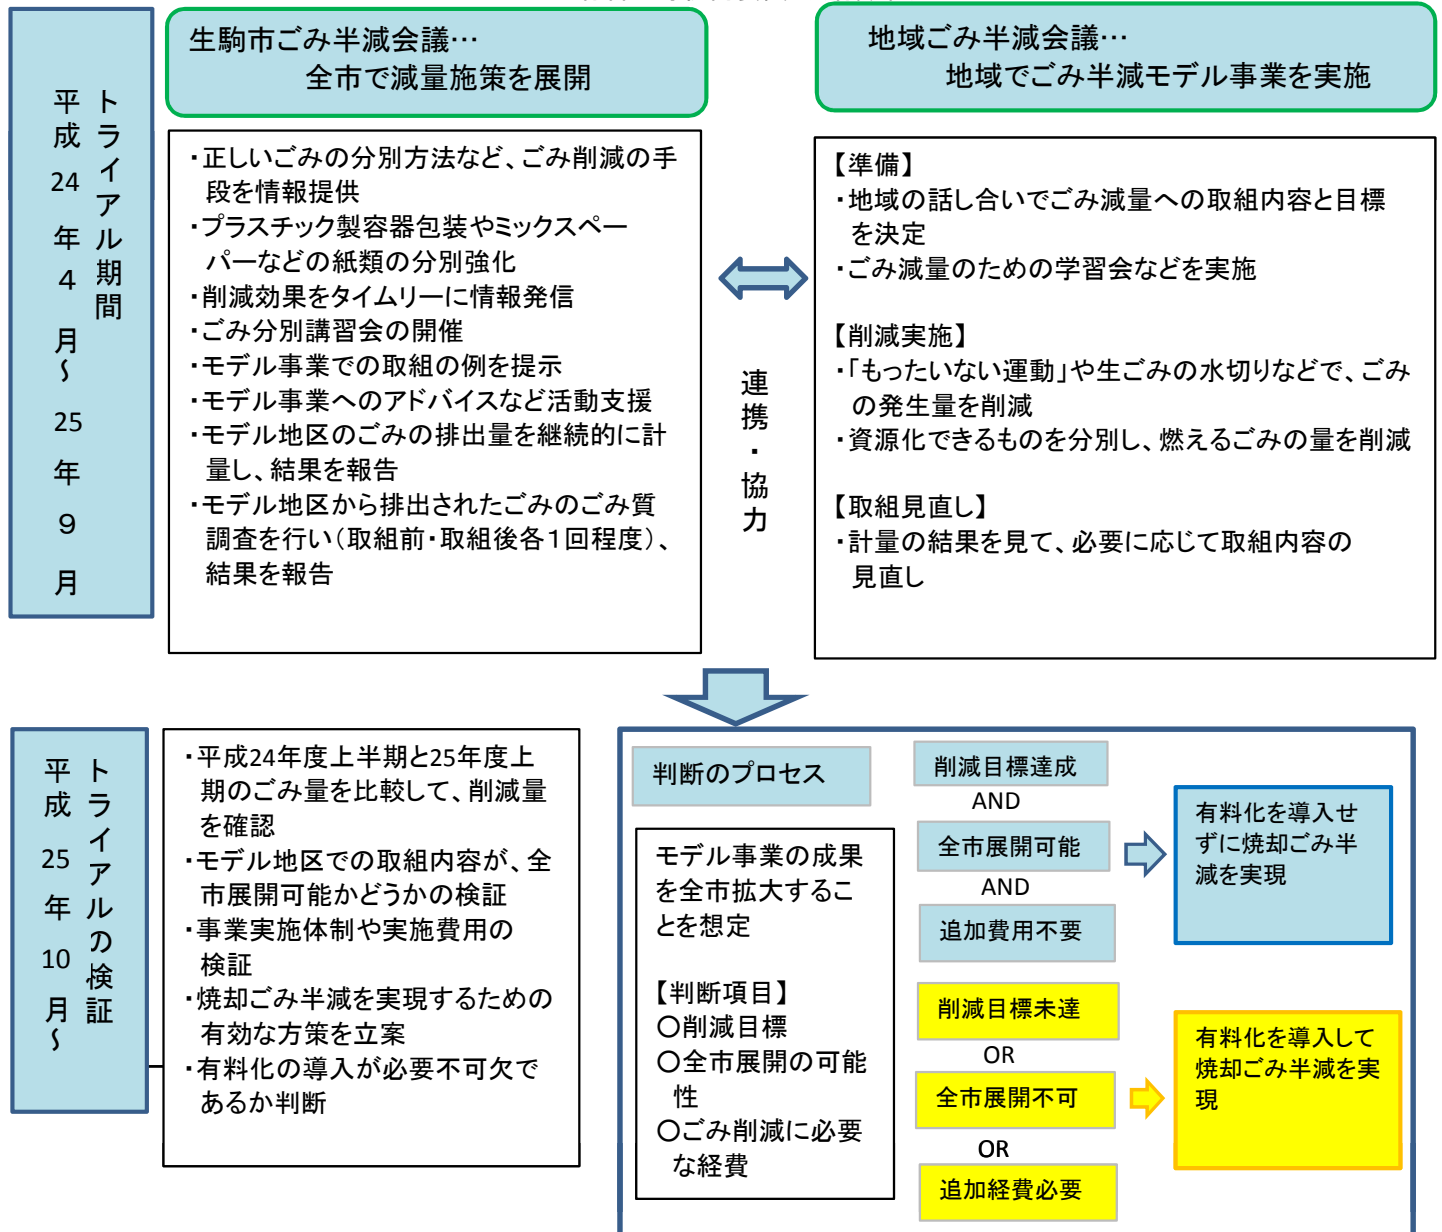 トライアル期間
平成24年4月～25年9月
生駒市ごみ半減会議…
全市で減量施策を展開
・正しいごみの分別方法など、ごみ削減の手
段を情報提供
・プラスチック製容器包装やミックスペー
パーなどの紙類の分別強化
・削減効果をタイムリーに情報発信
・ごみ分別講習会の開催
・モデル事業での取組の例を提示
・モデル事業へのアドバイスなど活動支援
・モデル地区のごみの排出量を継続的に計
量し、結果を報告
・モデル地区から排出されたごみのごみ質
調査を行い（取組前・取組後各１回程度）、
結果を報告
連携・協力
地域ごみ半減会議…
地域でごみ半減モデル事業を実施
【準備】
・地域の話し合いでごみ減量への取組内容と目標
を決定
・ごみ減量のための学習会などを実施
【削減実施】
・「もったいない運動」や生ごみの水切りなどで、ごみ
の発生量を削減
・資源化できるものを分別し、燃えるごみの量を削減
【取組見直し】
・計量の結果を見て、必要に応じて取組内容の
見直し
トライアルの検証
平成25年10月～
・平成24年度上半期と25年度上
期のごみ量を比較して、削減量
を確認
・モデル地区での取組内容が、全
市展開可能かどうかの検証
・事業実施体制や実施費用の
検証
・焼却ごみ半減を実現するための
有効な方策を立案
・有料化の導入が必要不可欠で
あるか判断
判断のプロセス
モデル事業の成果
を全市拡大するこ
とを想定
【判断項目】
○削減目標
○全市展開の可能
性
○ごみ削減に必要
な経費
削減目標達成
AND
全市展開可能
AND
追加費用不要
有料化を導入せ
ずに焼却ごみ半
減を実現
削減目標未達
OR
全市展開不可
OR
追加経費必要
有料化を導入して
焼却ごみ半減を実
現